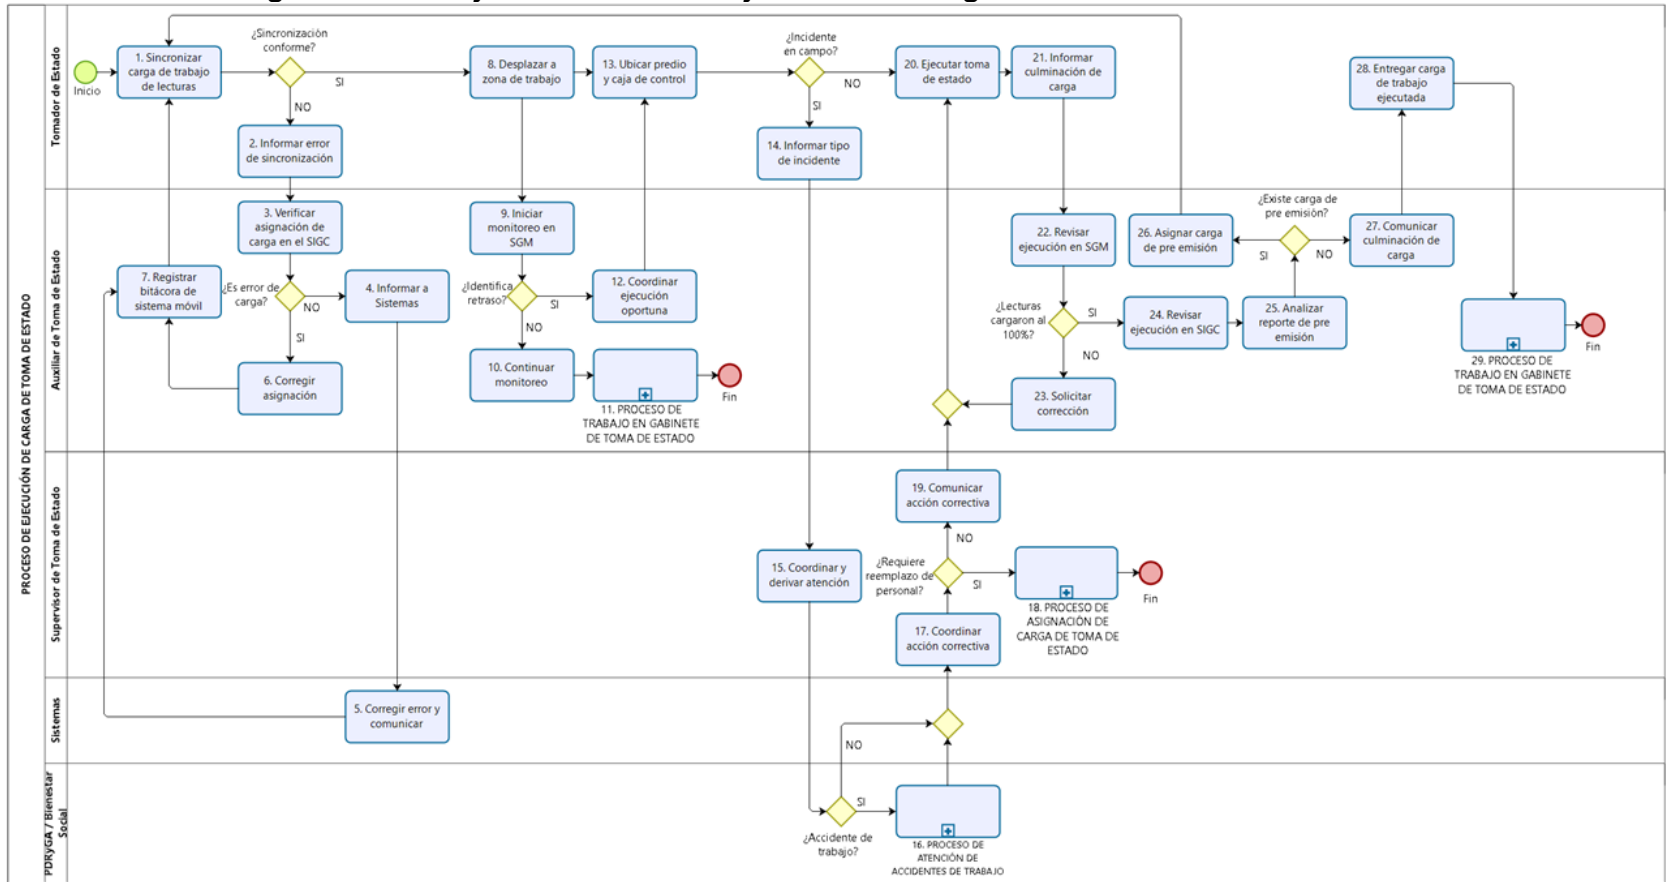 PROCESO DE EJECUCIÓN DE CARGA DE TOMA DE ESTADO
Tomador de Estado
Inicio
1. Sincronizar
carga de trabajo
de lecturas
¿Sincronización
conforme?
SI
NO
2. Informar error
de sincronización
8. Desplazar a
zona de trabajo
13. Ubicar predio
y caja de control
¿Incidente
en campo?
NO
SI
14. Informar tipo
de incidente
20. Ejecutar toma
de estado
21. Informar
culminación de
carga
28. Entregar carga
de trabajo
ejecutada
Auxiliar de Toma de Estado
3. Verificar
asignación de
carga en el SIGC
¿Es error de
carga?
NO
SI
4. Informar a
Sistemas
6. Corregir
asignación
7. Registrar
bitácora de
sistema móvil
9. Iniciar
monitoreo en
SGM
¿Identifica
retraso?
SI
NO
10. Continuar
monitoreo
11. PROCESO DE
TRABAJO EN GABINETE
DE TOMA DE ESTADO
Fin
12. Coordinar
ejecución
oportuna
22. Revisar
ejecución en SGM
¿Lecturas
cargaron al
100%?
SI
NO
23. Solicitar
corrección
24. Revisar
ejecución en SIGC
25. Analizar
reporte de pre
emisión
¿Existe carga de
pre emisión?
SI
NO
26. Asignar carga
de pre emisión
27. Comunicar
culminación de
carga
29. PROCESO DE
TRABAJO EN GABINETE
DE TOMA DE ESTADO
Fin
Supervisor de Toma de Estado
15. Coordinar y
derivar atención
19. Comunicar
acción correctiva
NO
¿Requiere
reemplazo de
personal?
SI
17. Coordinar
acción correctiva
18. PROCESO DE
ASIGNACIÓN DE
CARGA DE TOMA DE
ESTADO
Fin
Sistemas
5. Corregir error y
comunicar
NO
PDRyGA / Bienestar
Social
¿Accidente de
trabajo?
SI
16. PROCESO DE
ATENCIÓN DE
ACCIDENTES DE TRABAJO